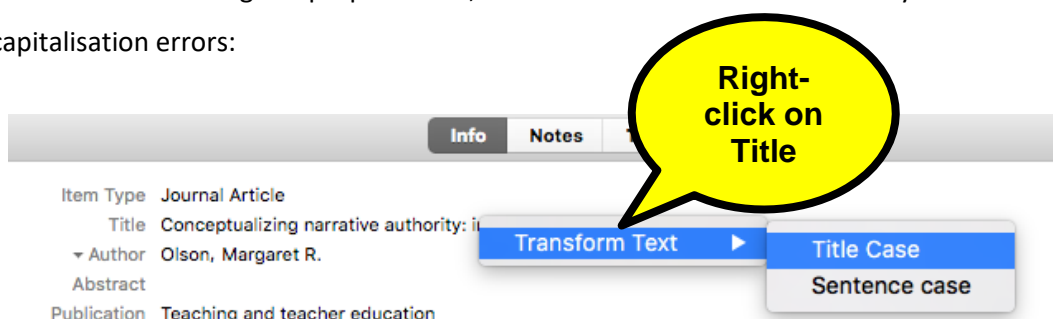 capitalisation errors:
Right-
click on
Title
Info Notes
Item Type Journal Article
Title Conceptualizing narrative authority:
Transform Text
Title Case
Author Olson, Margaret R.
Sentence case
Abstract
Publication Teaching and teacher education